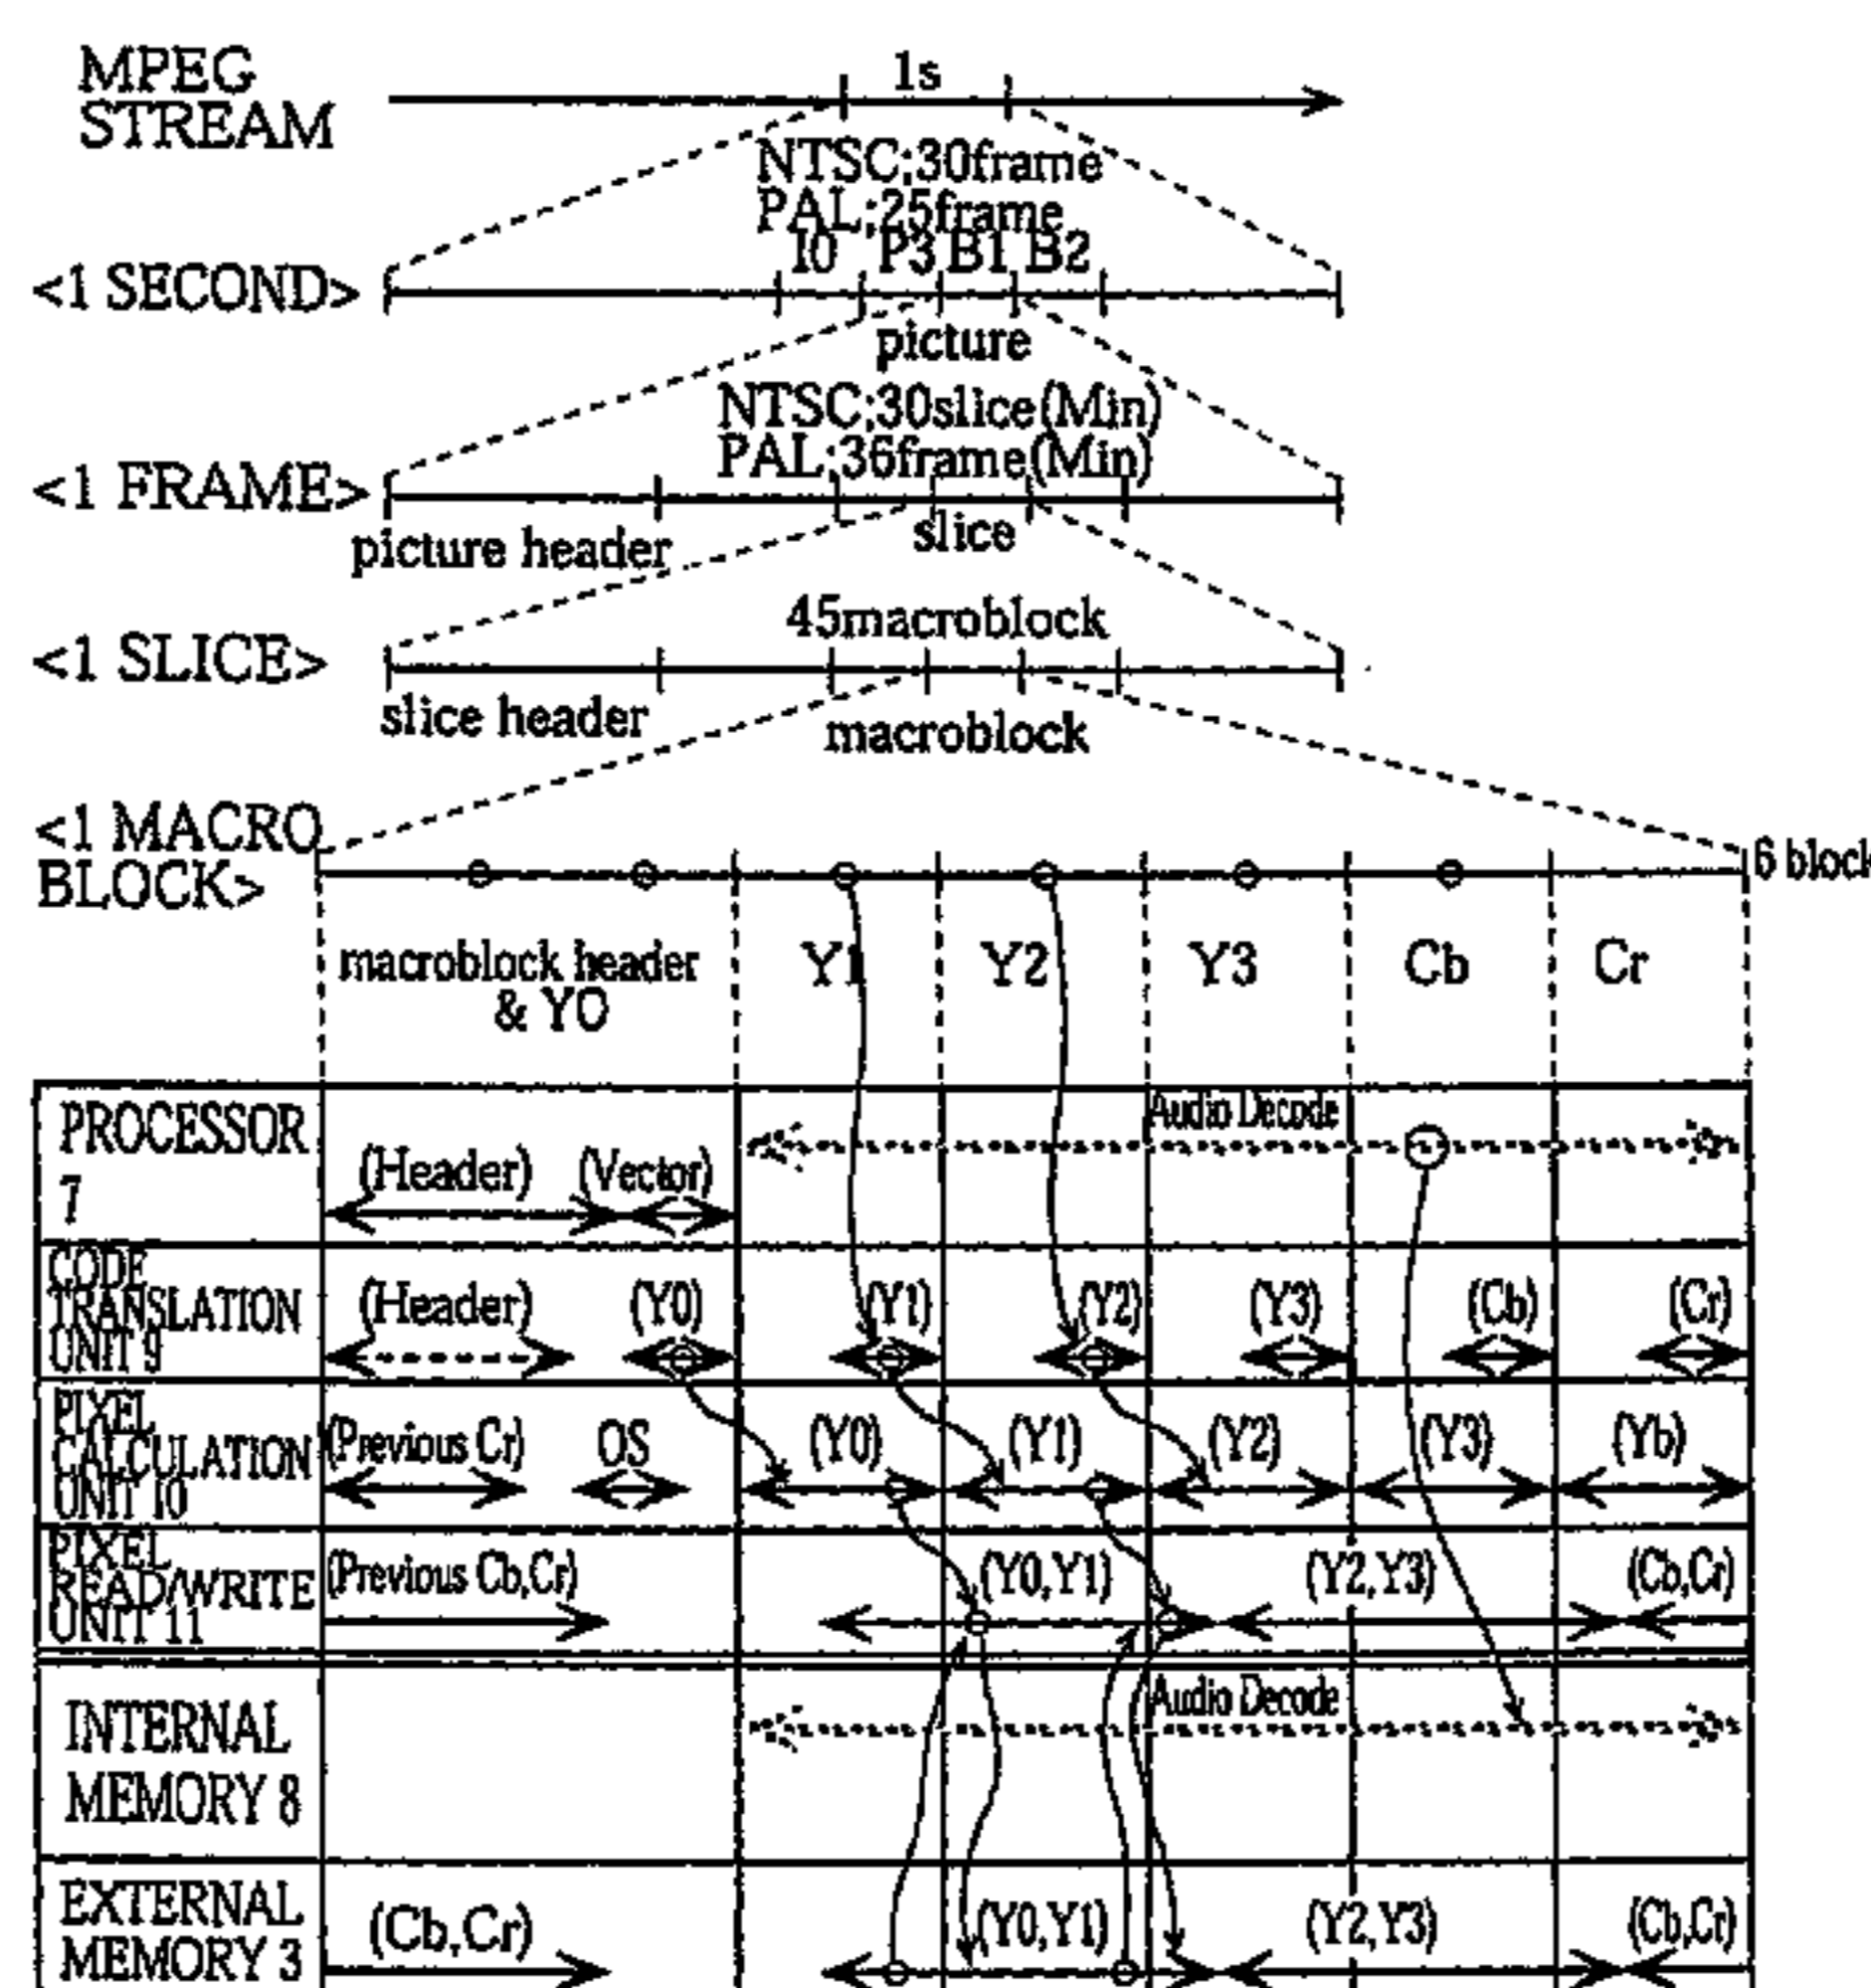 MPEG
STREAM
1s
NTSC;30frame
PAL;25frame
I0 P3 B1 B2
<1 SECOND>
picture
NTSC;30slice(Min)
PAL;36frame(Min)
<1 FRAME>
picture header
slice
45macroblock
<1 SLICE>
slice header
macroblock
<1 MACRO
BLOCK>
6 block
macroblock header
& Y0
Y1 Y2 Y3 Cb Cr
PROCESSOR
7
(Header) (Vector)
Audio Decode
CODE
TRANSLATION
UNIT 9
(Header) (Y0) (Y1) (Y2) (Y3) (Cb) (Cr)
PIXEL
CALCULATION
UNIT 10
(Previous Cr) OS (Y0) (Y1) (Y2) (Y3) (Yb)
PIXEL
READ/WRITE
UNIT 11
(Previous Cb,Cr) (Y0,Y1) (Y2,Y3) (Cb,Cr)
INTERNAL
MEMORY 8
Audio Decode
EXTERNAL
MEMORY 3
(Cb,Cr) (Y0,Y1) (Y2,Y3) (Cb,Cr)